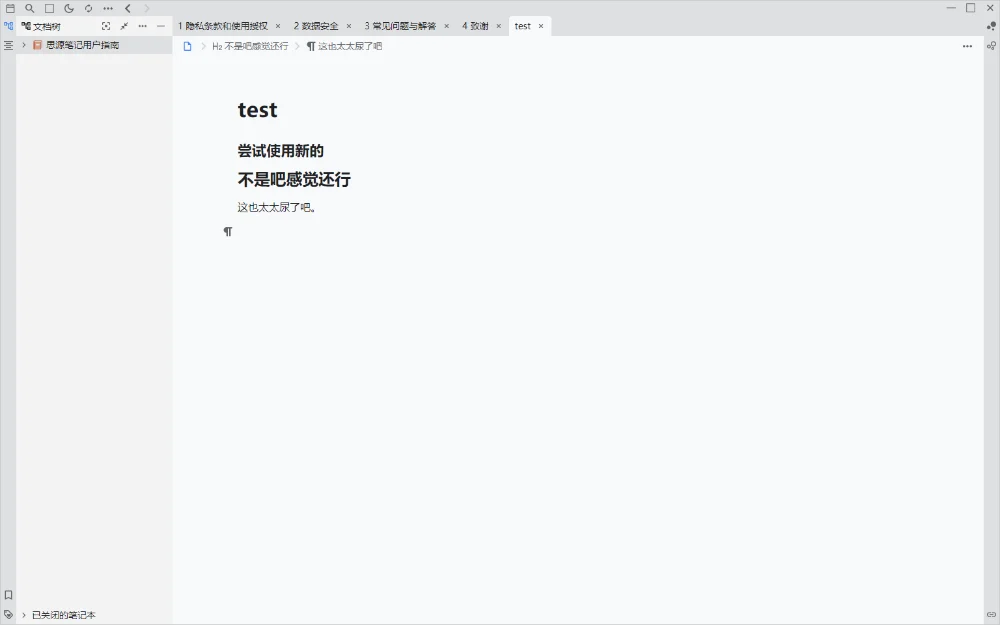 文档树
1 隐私条款和使用授权
2 数据安全
3 常见问题与解答
4 致谢
test
思源笔记用户指南
H2 不是吧感觉还行
¶ 这也太太尿了吧
test
尝试使用新的
不是吧感觉还行
这也太太尿了吧。
¶
已关闭的笔记本